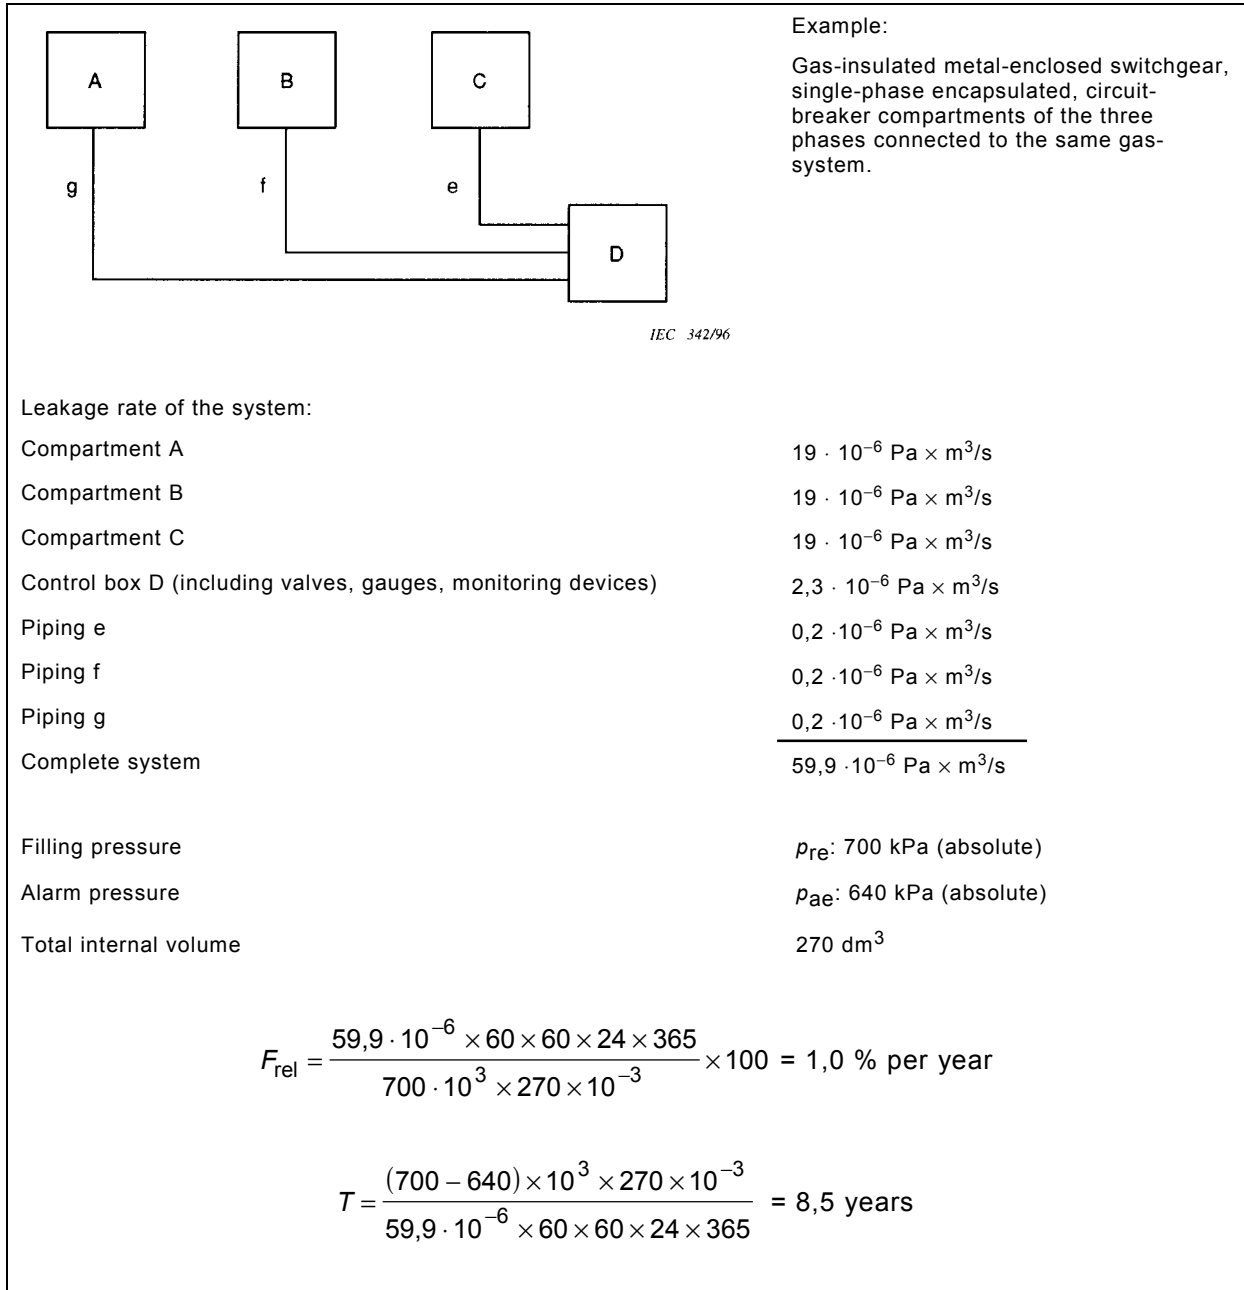 A
B
C
g
f
e
D
IEC 342/96
Example:
Gas-insulated metal-enclosed switchgear,
single-phase encapsulated, circuit-
breaker compartments of the three
phases connected to the same gas-
system.
Leakage rate of the system:
Compartment A 19 · 10⁻⁶ Pa × m³/s
Compartment B 19 · 10⁻⁶ Pa × m³/s
Compartment C 19 · 10⁻⁶ Pa × m³/s
Control box D (including valves, gauges, monitoring devices) 2,3 · 10⁻⁶ Pa × m³/s
Piping e 0,2 ·10⁻⁶ Pa × m³/s
Piping f 0,2 ·10⁻⁶ Pa × m³/s
Piping g 0,2 ·10⁻⁶ Pa × m³/s
Complete system 59,9 ·10⁻⁶ Pa × m³/s
Filling pressure pre: 700 kPa (absolute)
Alarm pressure pae: 640 kPa (absolute)
Total internal volume 270 dm³
59,9 · 10⁻⁶ × 60 × 60 × 24 × 365
Frel = × 100 = 1,0 % per year
700 · 10³ × 270 × 10⁻³
(700 – 640) × 10³ × 270 × 10⁻³
T = = 8,5 years
59,9 · 10⁻⁶ × 60 × 60 × 24 × 365